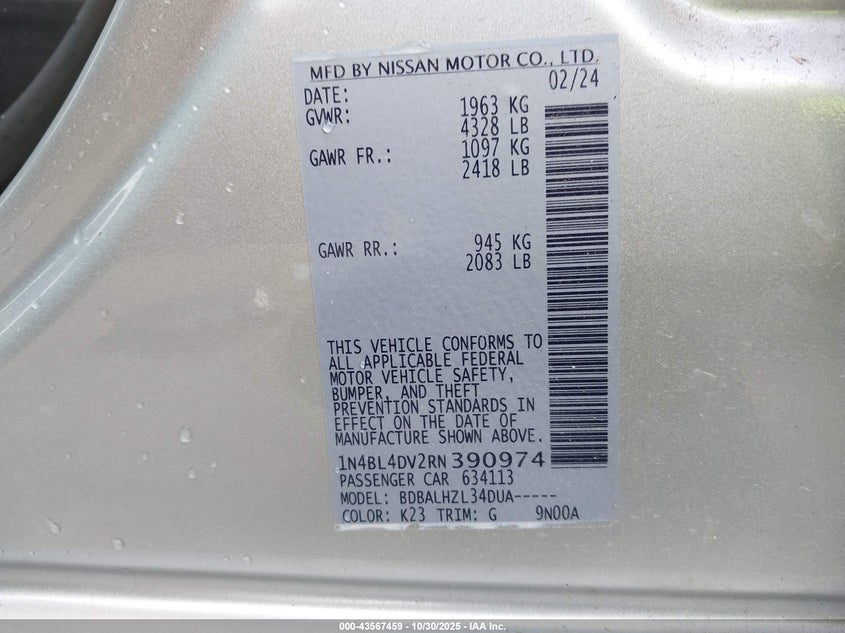 MFD BY NISSAN MOTOR CO., LTD.
DATE: 02/24
GVWR: 1963 KG
4328 LB
GAWR FR.: 1097 KG
2418 LB
GAWR RR.: 945 KG
2083 LB
THIS VEHICLE CONFORMS TO
ALL APPLICABLE FEDERAL
MOTOR VEHICLE SAFETY,
BUMPER, AND THEFT
PREVENTION STANDARDS IN
EFFECT ON THE DATE OF
MANUFACTURE SHOWN ABOVE.
1N4BL4DV2RN390974
PASSENGER CAR 634113
MODEL: BDBALHZL34DUA-----
COLOR: K23 TRIM: G 9N00A
000-43567459 - 10/30/2025 - IAA Inc.